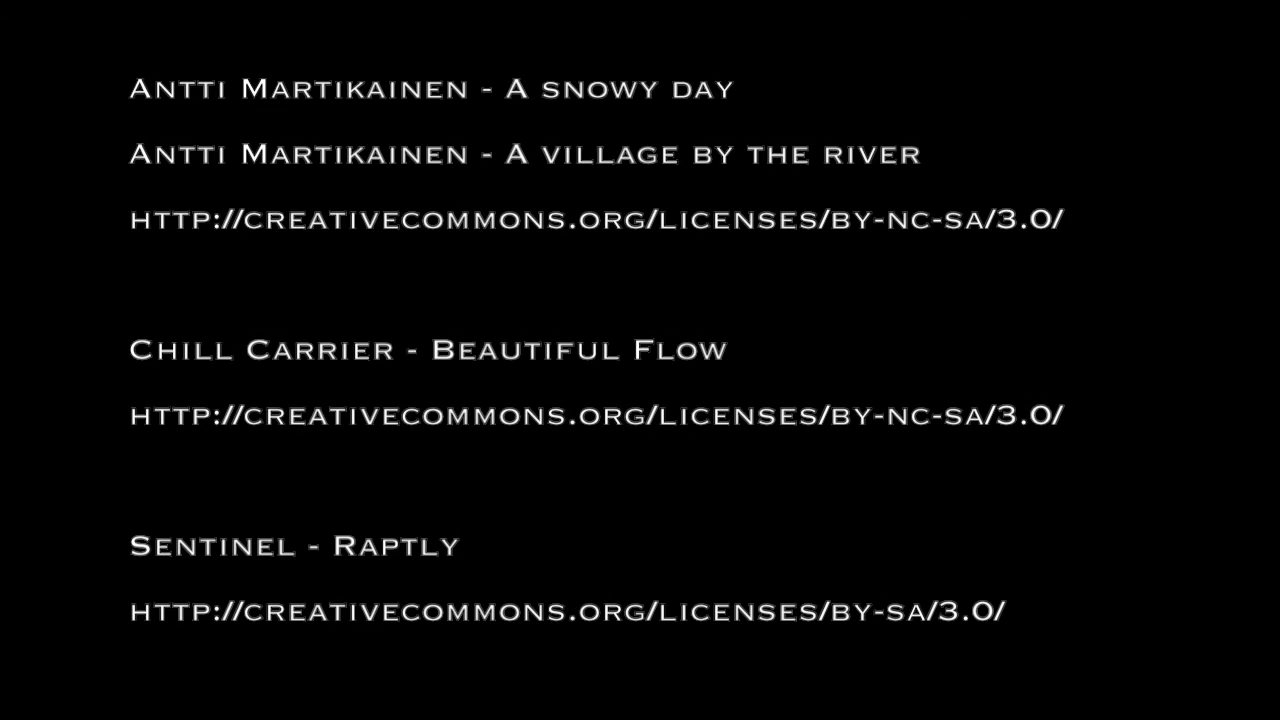 Antti Martikainen - A snowy day
Antti Martikainen - A village by the river
http://creativecommons.org/licenses/by-nc-sa/3.0/
Chill Carrier - Beautiful Flow
http://creativecommons.org/licenses/by-nc-sa/3.0/
Sentinel - Raptly
http://creativecommons.org/licenses/by-sa/3.0/